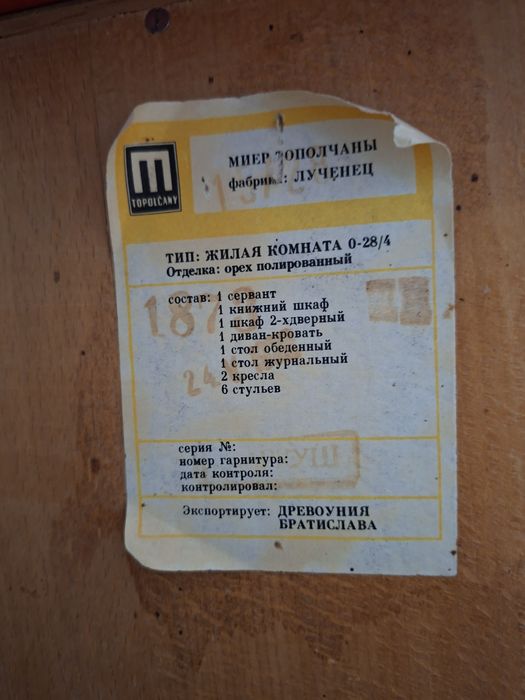 TOPOLČANY
МИЕР ТОПОЛЧАНЫ
фабрика: ЛУЧЕНЕЦ
ТИП: ЖИЛАЯ КОМНАТА 0-28/4
Отделка: орех полированный
состав: 1 сервант
1 книжний шкаф
1 шкаф 2-хдверный
1 диван-кровать
1 стол обеденный
1 стол журнальный
2 кресла
6 стульев
серия №:
номер гарнитура:
дата контроля:
контролировал:
Экспортирует: ДРЕВОУНИЯ
БРАТИСЛАВА